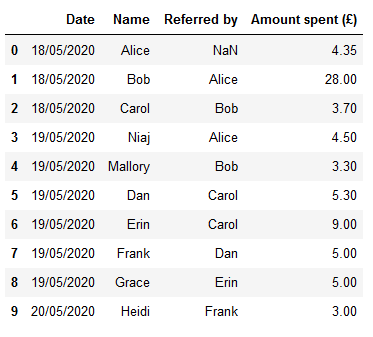 Date Name Referred by Amount spent (£)
0 18/05/2020 Alice NaN 4.35
1 18/05/2020 Bob Alice 28.00
2 18/05/2020 Carol Bob 3.70
3 19/05/2020 Niaj Alice 4.50
4 19/05/2020 Mallory Bob 3.30
5 19/05/2020 Dan Carol 5.30
6 19/05/2020 Erin Carol 9.00
7 19/05/2020 Frank Dan 5.00
8 19/05/2020 Grace Erin 5.00
9 20/05/2020 Heidi Frank 3.00